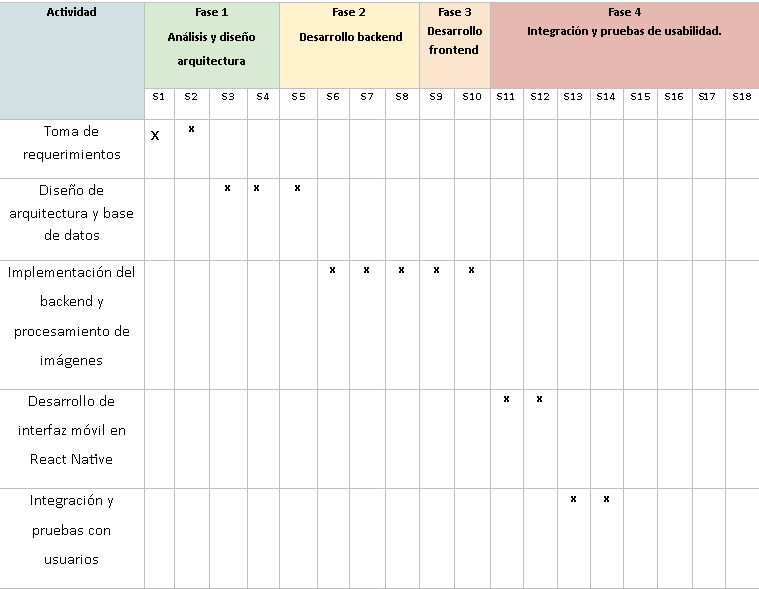 Actividad
Fase 1
Análisis y diseño
arquitectura
Fase 2
Desarrollo backend
Fase 3
Desarrollo
frontend
Fase 4
Integración y pruebas de usabilidad.
S1 S2 S3 S4 S5 S6 S7 S8 S9 S10 S11 S12 S13 S14 S15 S16 S17 S18
Toma de
requerimientos
X x
Diseño de
arquitectura y base
de datos
x x x
Implementación del
backend y
procesamiento de
imágenes
x x x x x
Desarrollo de
interfaz móvil en
React Native
x x
Integración y
pruebas con
usuarios
x x